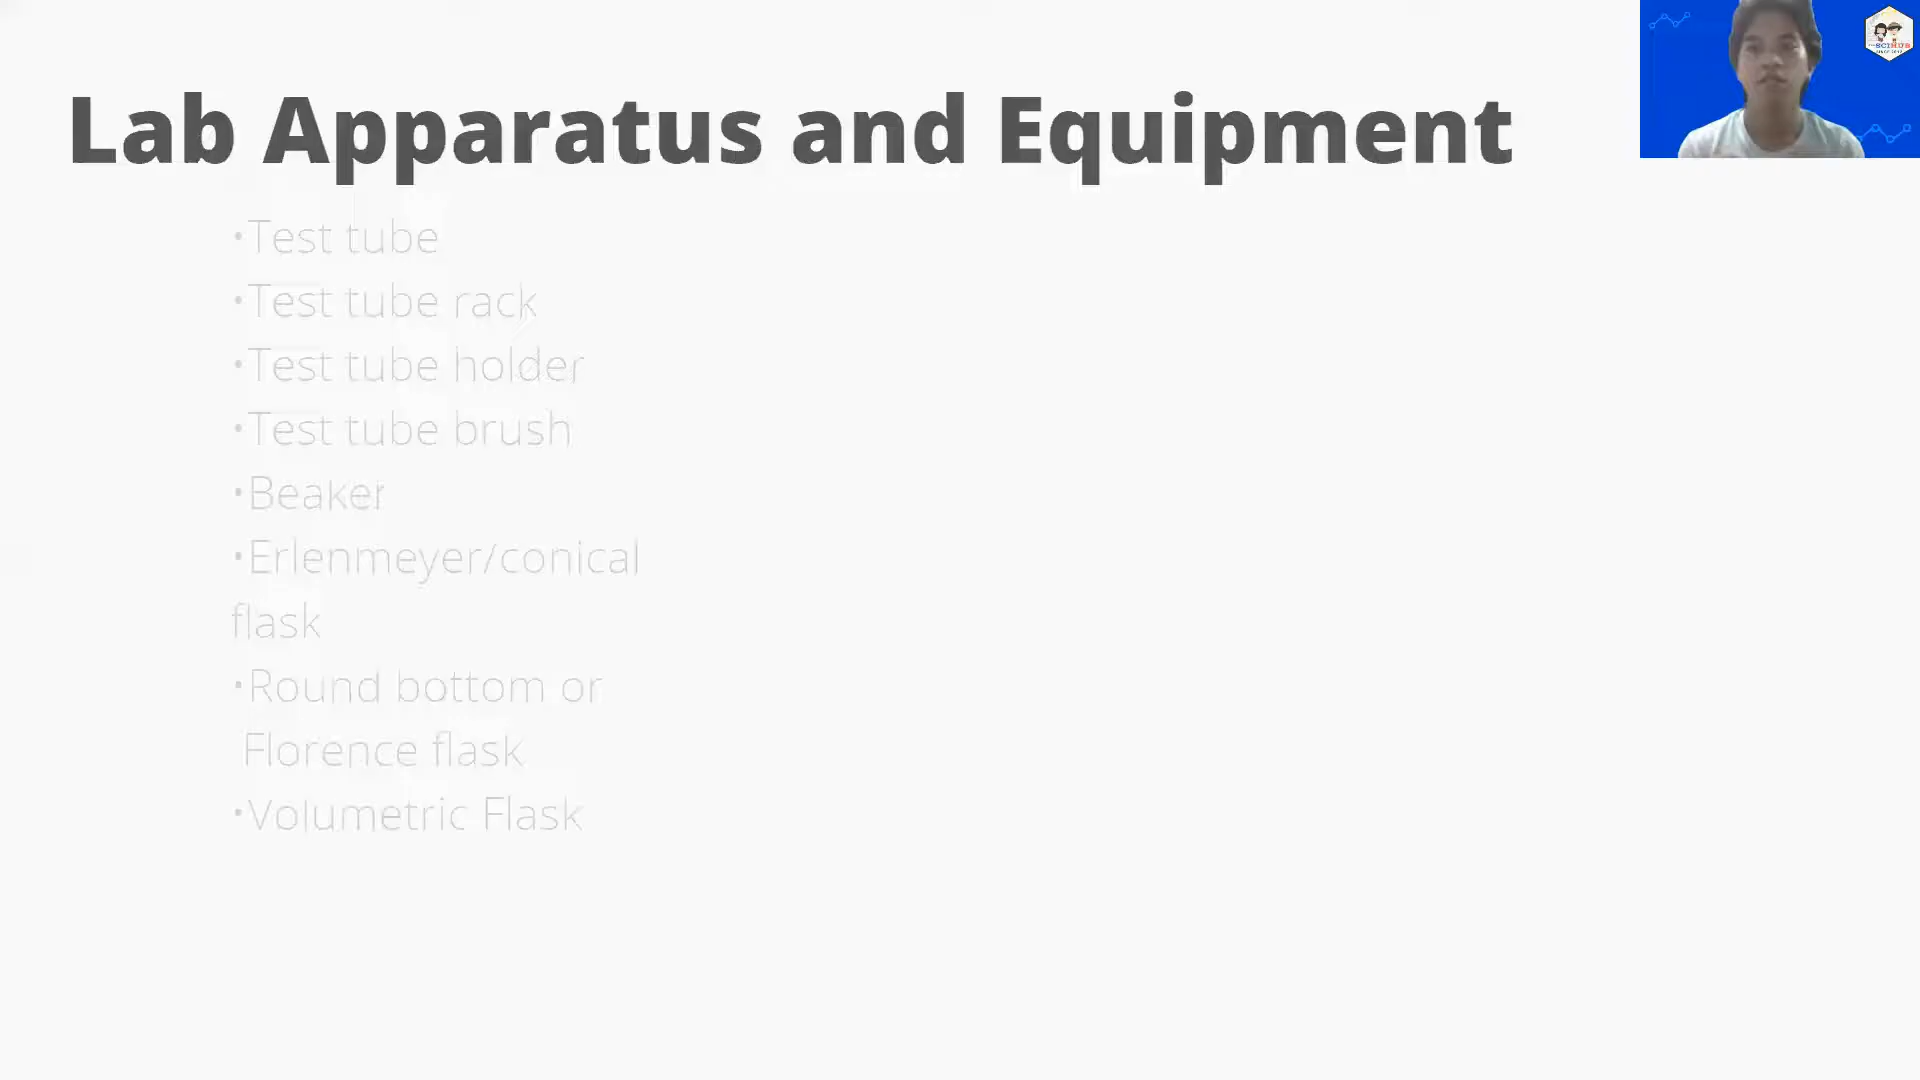 Lab Apparatus and Equipment
•Test tube
•Test tube rack
•Test tube holder
•Test tube brush
•Beaker
•Erlenmeyer/conical
flask
•Round bottom or
Florence flask
•Volumetric Flask
SCIHUB